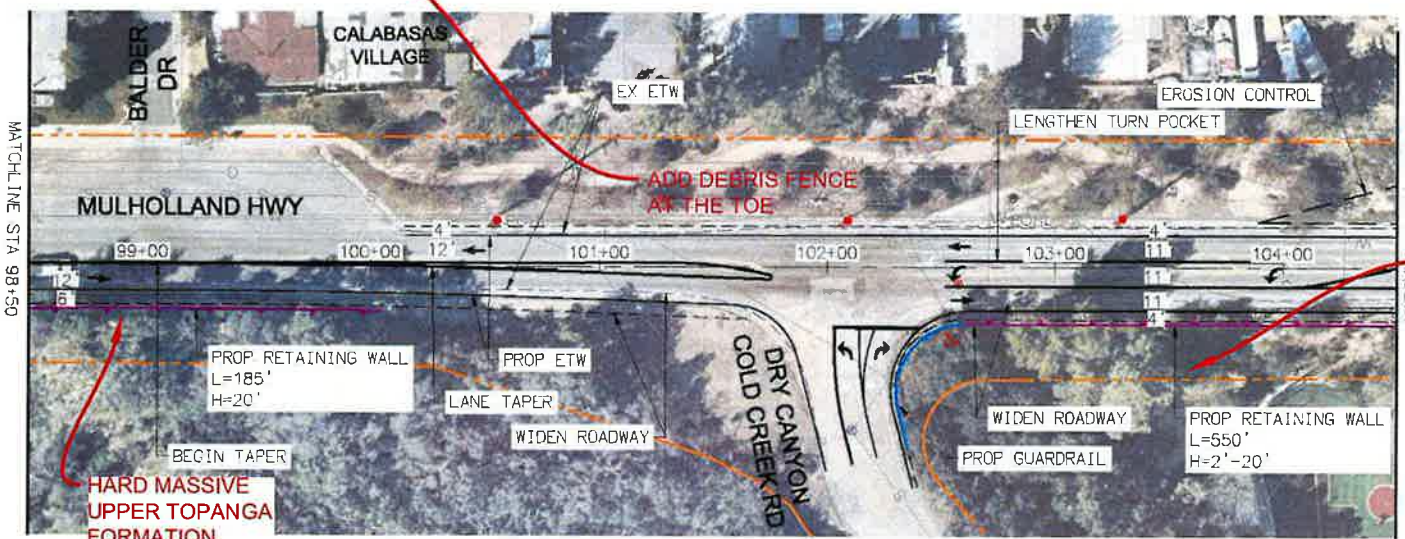 CALABASAS
VILLAGE
BALDER
DR
EX ETW
EROSION CONTROL
LENGTHEN TURN POCKET
MATCHLINE STA 98+50
MULHOLLAND HWY
ADD DEBRIS FENCE
AT THE TOE
4'
4'
99+00
100+00
12'
101+00
102+00
103+00
11'
104+00
12'
6'
11'
11'
4'
PROP RETAINING WALL
L=185'
H=20'
PROP ETW
LANE TAPER
WIDEN ROADWAY
BEGIN TAPER
DRY CANYON
COLD CREEK RD
WIDEN ROADWAY
PROP GUARDRAIL
PROP RETAINING WALL
L=550'
H=2'-20'
HARD MASSIVE
UPPER TOPANGA
FORMATION